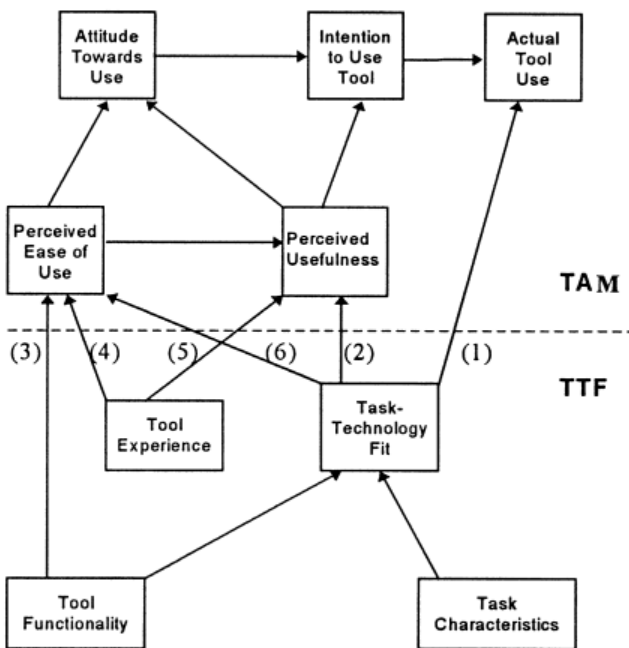 Attitude
Towards
Use
Intention
to Use
Tool
Actual
Tool
Use
Perceived
Ease of
Use
Perceived
Usefulness
TAM
(3)
(4)
(5)
(6)
(2)
(1)
TTF
Tool
Experience
Task-
Technology
Fit
Tool
Functionality
Task
Characteristics